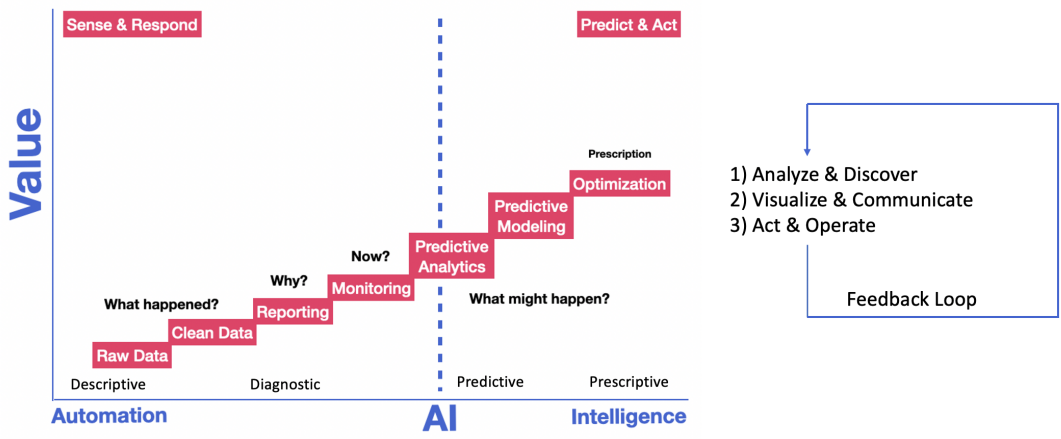 Sense & Respond
Predict & Act
Value
Prescription
Optimization
Predictive
Modeling
Predictive
Analytics
Now?
Monitoring
Why?
Reporting
What happened?
Clean Data
Raw Data
What might happen?
Descriptive
Diagnostic
Predictive
Prescriptive
Automation
AI
Intelligence
1) Analyze & Discover
2) Visualize & Communicate
3) Act & Operate
Feedback Loop